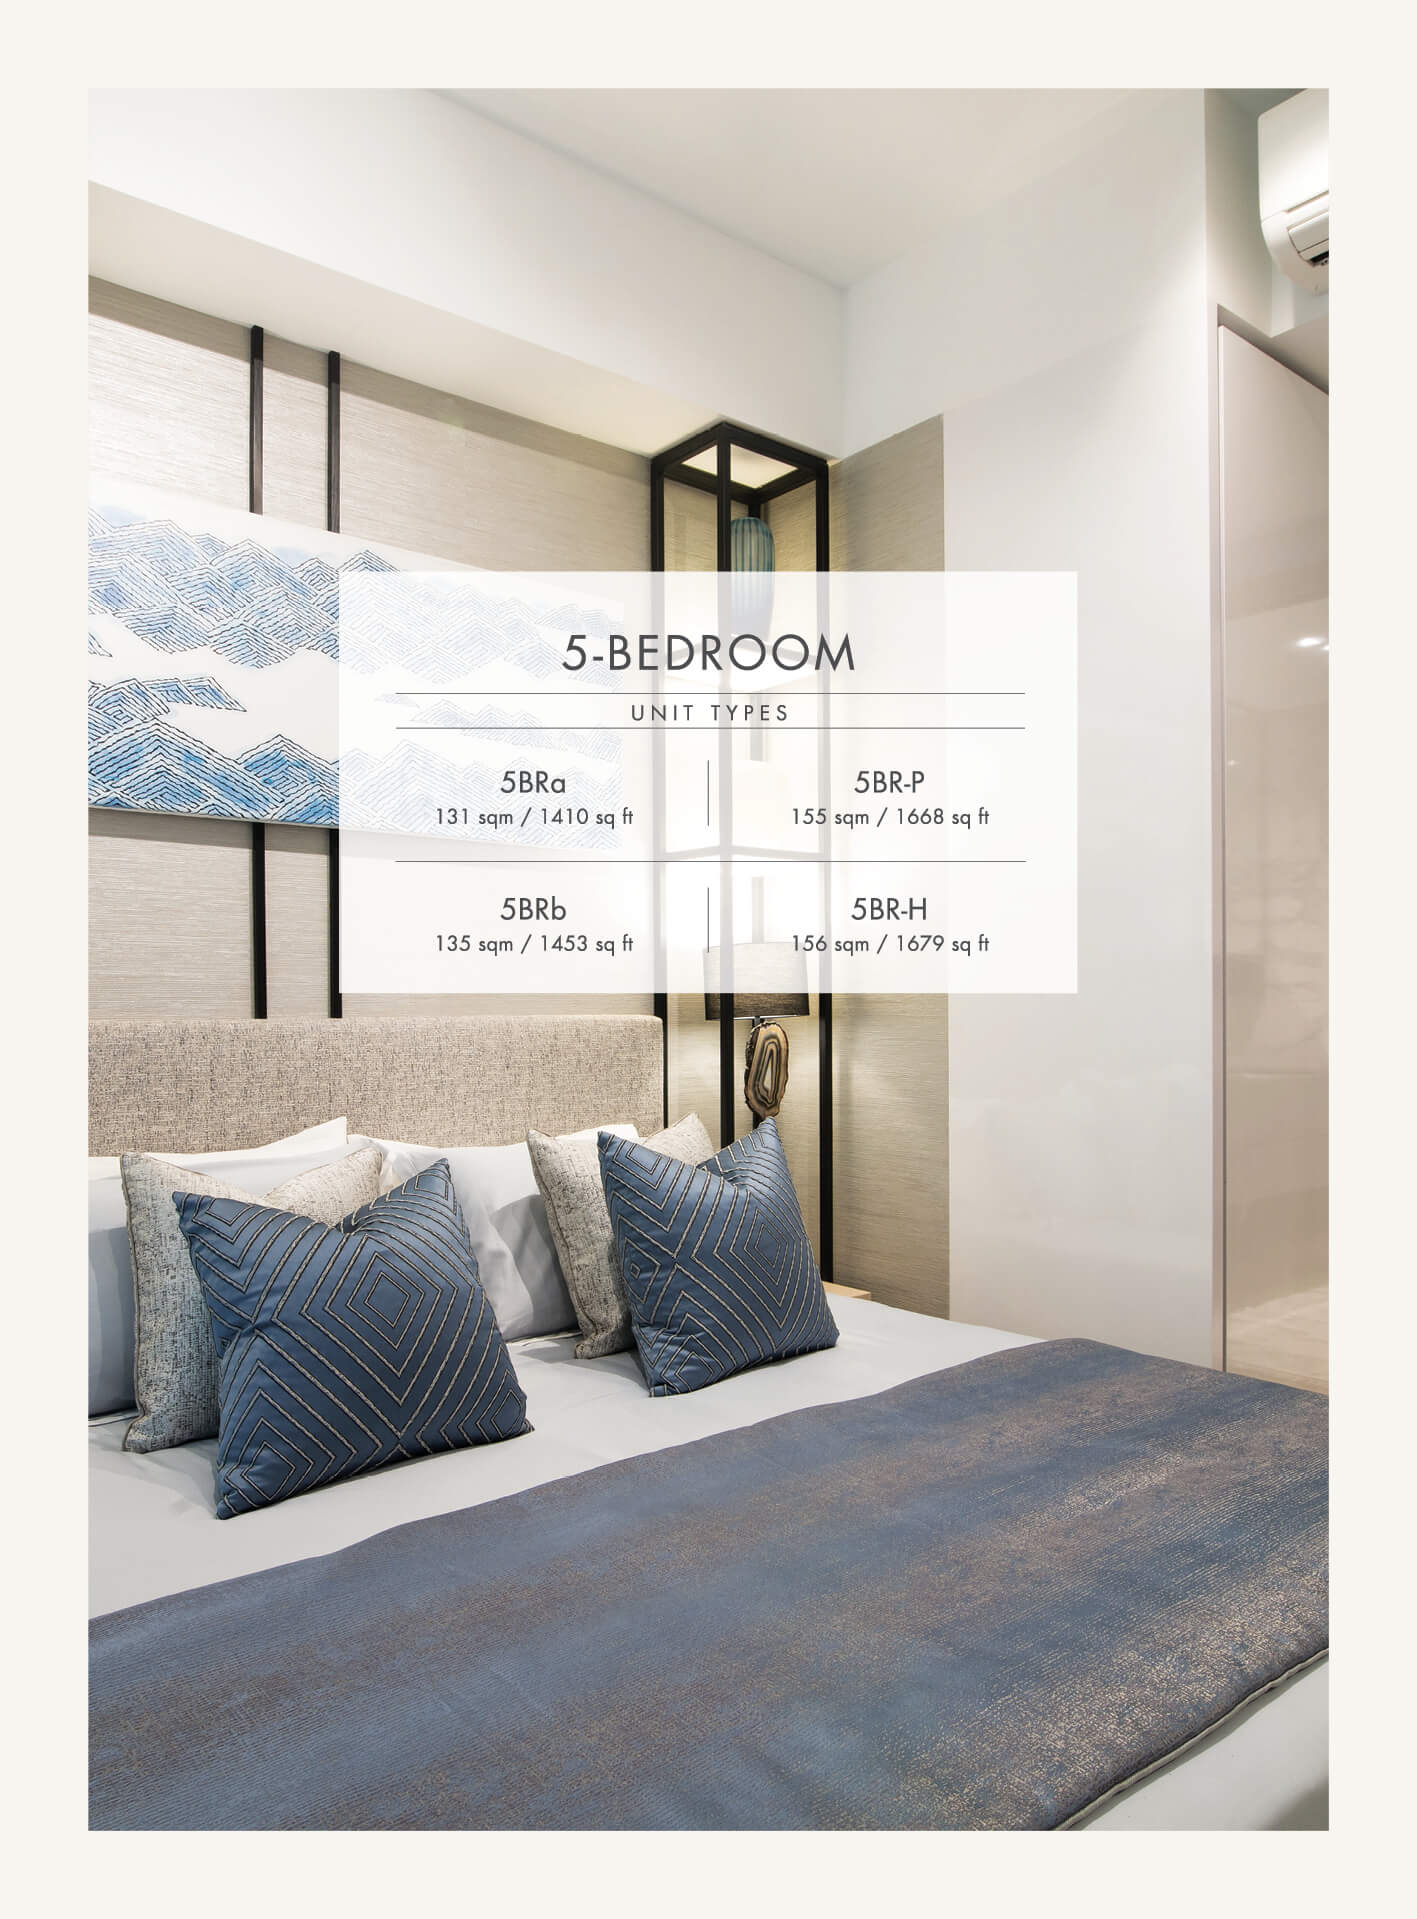 5-BEDROOM
UNIT TYPES
5BRa
131 sqm / 1410 sq ft
5BR-P
155 sqm / 1668 sq ft
5BRb
135 sqm / 1453 sq ft
5BR-H
156 sqm / 1679 sq ft